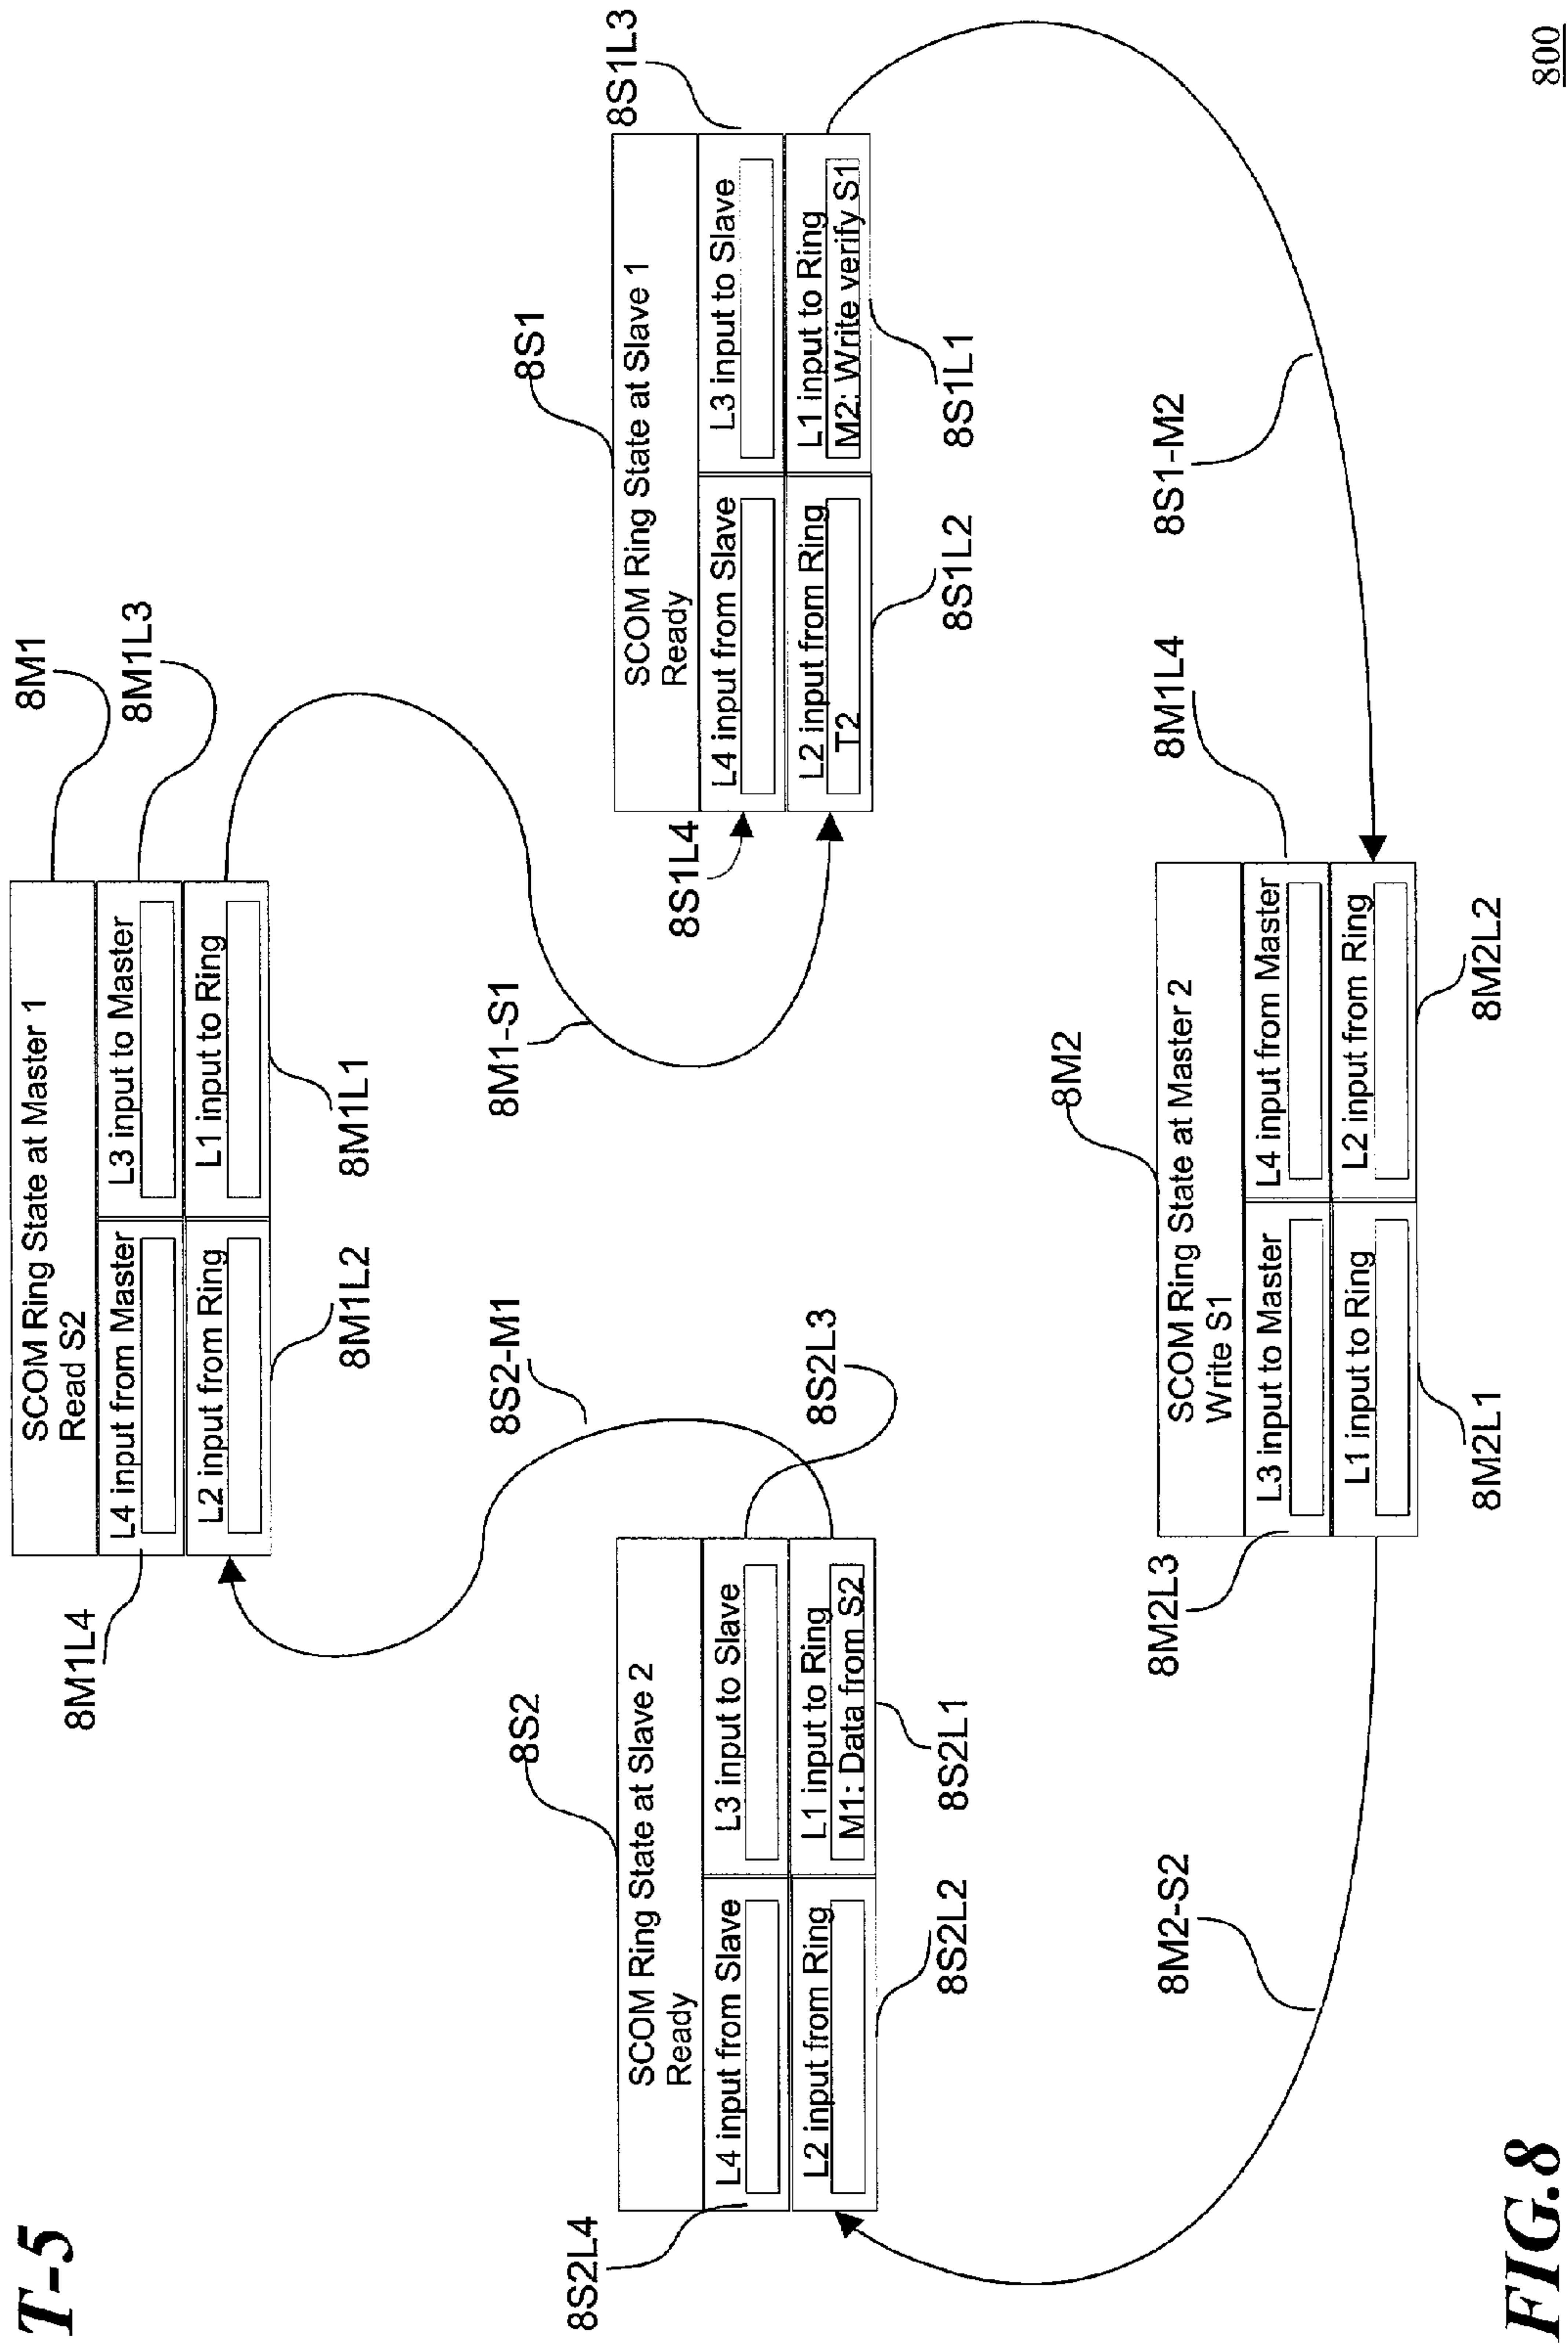 T-5
8M1
SCOM Ring State at Master 1
Read S2
L4 input from Master
L3 input to Master
L2 input from Ring
L1 input to Ring
8M1L4
8M1L3
8M1L2
8M1L1
8S2-M1
8M1-S1
8S2
SCOM Ring State at Slave 2
Ready
L4 input from Slave
L3 input to Slave
L2 input from Ring
L1 input to Ring
M1: Data from S2
8S2L4
8S2L3
8S2L2
8S2L1
8S1
SCOM Ring State at Slave 1
Ready
L4 input from Slave
L3 input to Slave
L2 input from Ring
T2
L1 input to Ring
M2: Write verify S1
8S1L4
8S1L3
8S1L2
8S1L1
8M2-S2
8S1-M2
8M2
SCOM Ring State at Master 2
Write S1
L3 input to Master
L4 input from Master
L1 input to Ring
L2 input from Ring
8M2L3
8M1L4
8M2L1
8M2L2
FIG.8
800